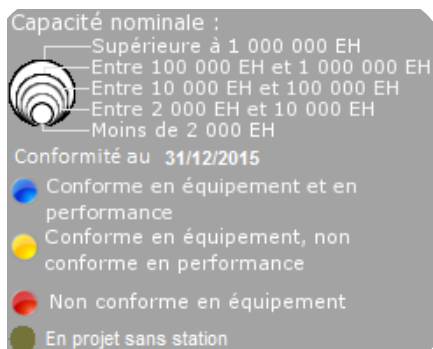 Capacité nominale :
Supérieure à 1 000 000 EH
Entre 100 000 EH et 1 000 000 EH
Entre 10 000 EH et 100 000 EH
Entre 2 000 EH et 10 000 EH
Moins de 2 000 EH
Conformité au 31/12/2015
Conforme en équipement et en
performance
Conforme en équipement, non
conforme en performance
Non conforme en équipement
En projet sans station